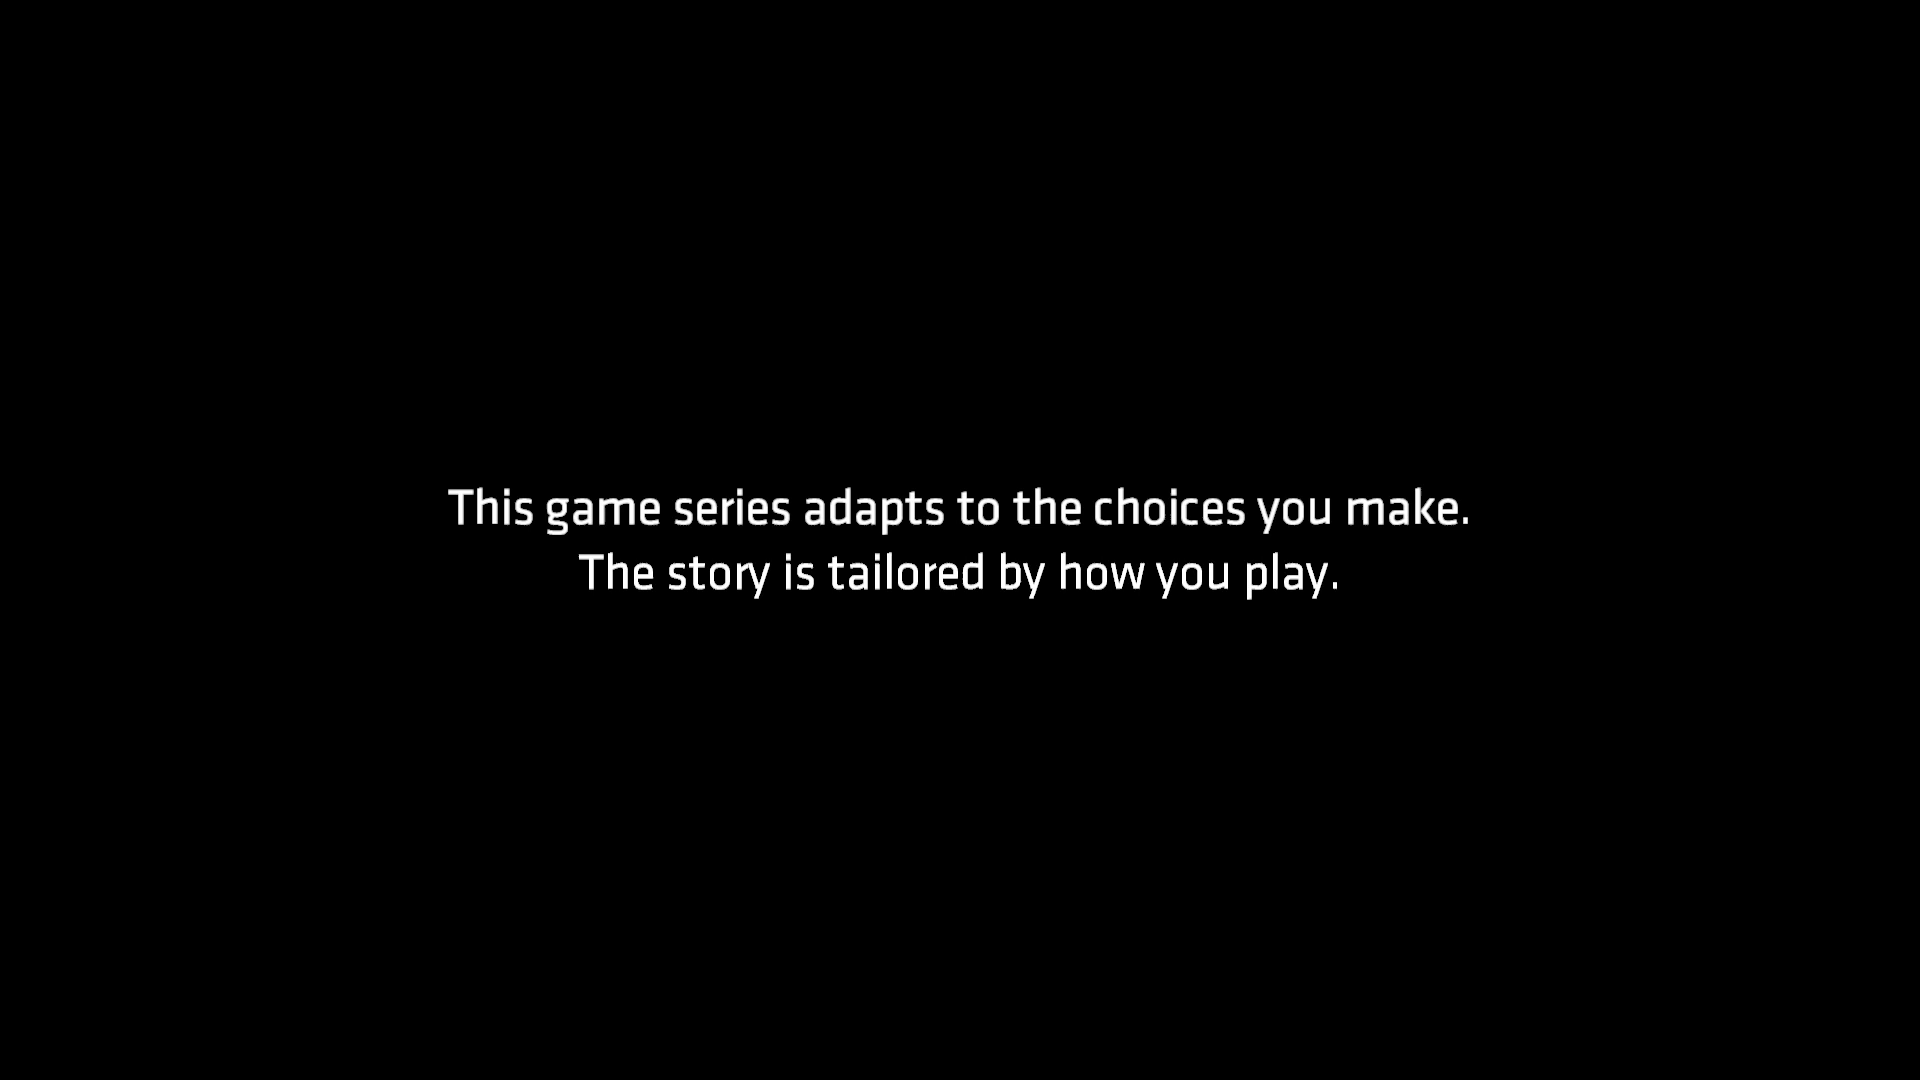 This game series adapts to the choices you make.
The story is tailored by how you play.